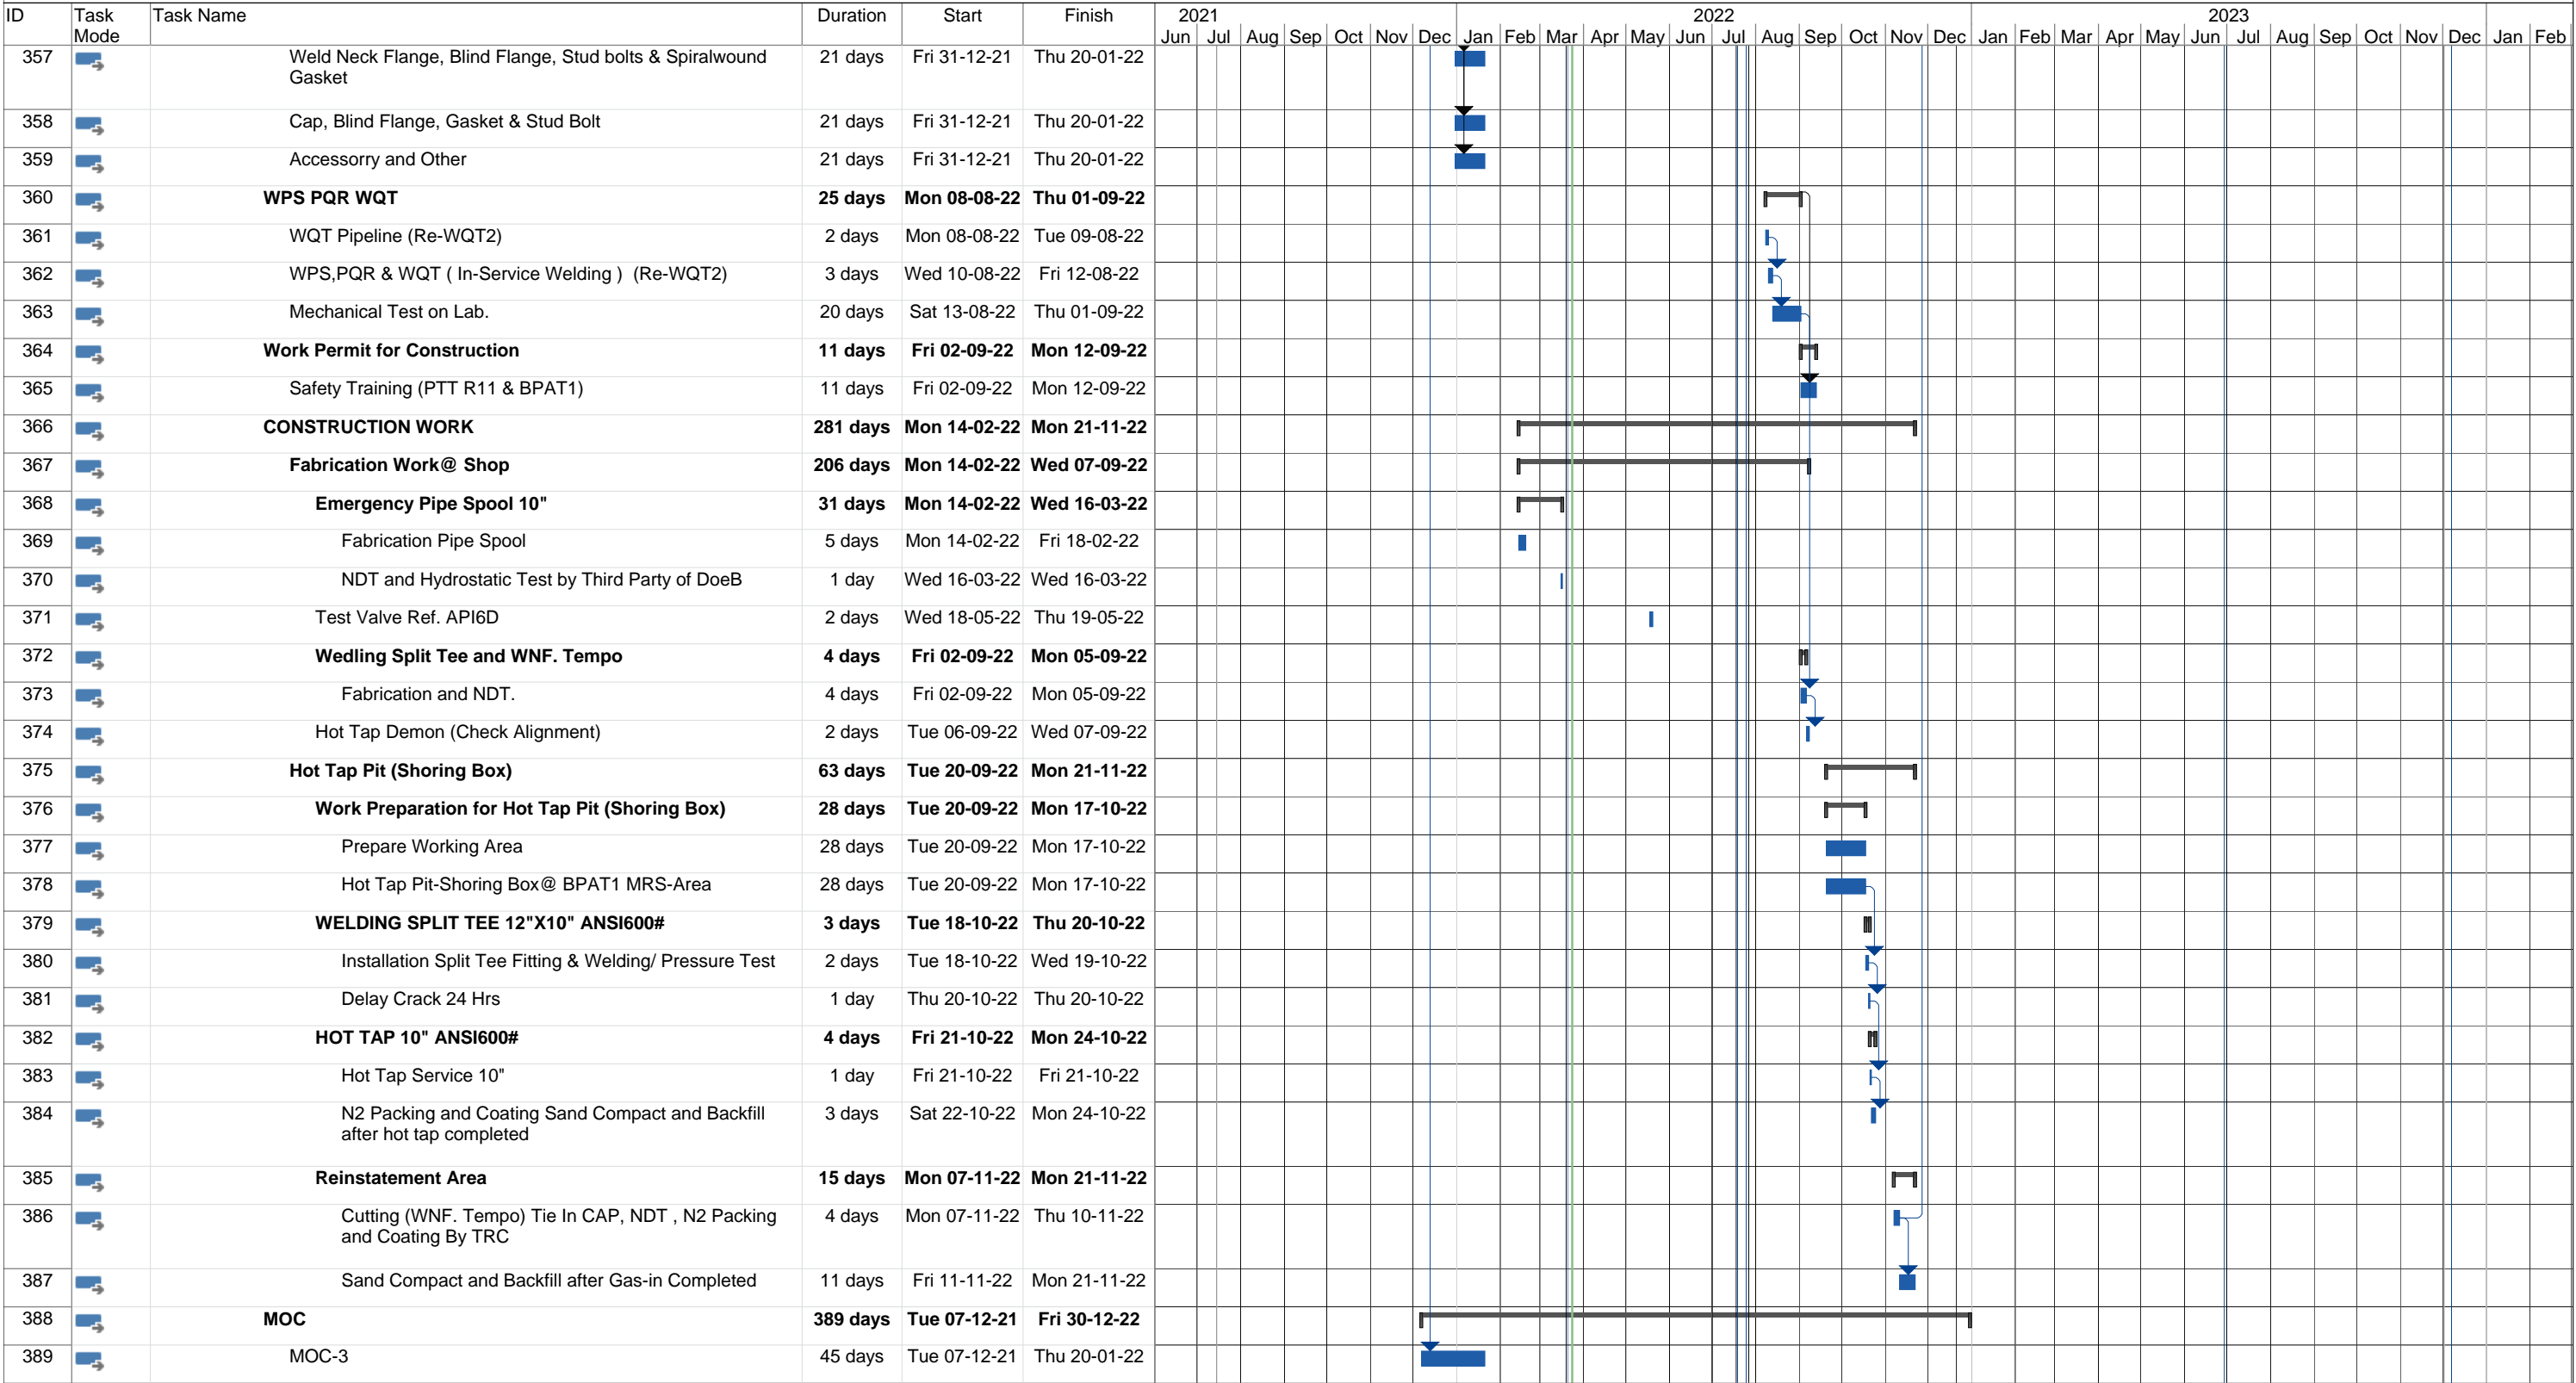 ID Task Mode Task Name Duration Start Finish 2021 2022 2023
Jun Jul Aug Sep Oct Nov Dec Jan Feb Mar Apr May Jun Jul Aug Sep Oct Nov Dec Jan Feb Mar Apr May Jun Jul Aug Sep Oct Nov Dec Jan Feb
357 Weld Neck Flange, Blind Flange, Stud bolts & Spiralwound 21 days Fri 31-12-21 Thu 20-01-22
Gasket
358 Cap, Blind Flange, Gasket & Stud Bolt 21 days Fri 31-12-21 Thu 20-01-22
359 Accessorry and Other 21 days Fri 31-12-21 Thu 20-01-22
360 WPS PQR WQT 25 days Mon 08-08-22 Thu 01-09-22
361 WQT Pipeline (Re-WQT2) 2 days Mon 08-08-22 Tue 09-08-22
362 WPS,PQR & WQT ( In-Service Welding ) (Re-WQT2) 3 days Wed 10-08-22 Fri 12-08-22
363 Mechanical Test on Lab. 20 days Sat 13-08-22 Thu 01-09-22
364 Work Permit for Construction 11 days Fri 02-09-22 Mon 12-09-22
365 Safety Training (PTT R11 & BPAT1) 11 days Fri 02-09-22 Mon 12-09-22
366 CONSTRUCTION WORK 281 days Mon 14-02-22 Mon 21-11-22
367 Fabrication Work@ Shop 206 days Mon 14-02-22 Wed 07-09-22
368 Emergency Pipe Spool 10" 31 days Mon 14-02-22 Wed 16-03-22
369 Fabrication Pipe Spool 5 days Mon 14-02-22 Fri 18-02-22
370 NDT and Hydrostatic Test by Third Party of DoeB 1 day Wed 16-03-22 Wed 16-03-22
371 Test Valve Ref. API6D 2 days Wed 18-05-22 Thu 19-05-22
372 Wedling Split Tee and WNF. Tempo 4 days Fri 02-09-22 Mon 05-09-22
373 Fabrication and NDT. 4 days Fri 02-09-22 Mon 05-09-22
374 Hot Tap Demon (Check Alignment) 2 days Tue 06-09-22 Wed 07-09-22
375 Hot Tap Pit (Shoring Box) 63 days Tue 20-09-22 Mon 21-11-22
376 Work Preparation for Hot Tap Pit (Shoring Box) 28 days Tue 20-09-22 Mon 17-10-22
377 Prepare Working Area 28 days Tue 20-09-22 Mon 17-10-22
378 Hot Tap Pit-Shoring Box@ BPAT1 MRS-Area 28 days Tue 20-09-22 Mon 17-10-22
379 WELDING SPLIT TEE 12"X10" ANSI600# 3 days Tue 18-10-22 Thu 20-10-22
380 Installation Split Tee Fitting & Welding/ Pressure Test 2 days Tue 18-10-22 Wed 19-10-22
381 Delay Crack 24 Hrs 1 day Thu 20-10-22 Thu 20-10-22
382 HOT TAP 10" ANSI600# 4 days Fri 21-10-22 Mon 24-10-22
383 Hot Tap Service 10" 1 day Fri 21-10-22 Fri 21-10-22
384 N2 Packing and Coating Sand Compact and Backfill 3 days Sat 22-10-22 Mon 24-10-22
after hot tap completed
385 Reinstatement Area 15 days Mon 07-11-22 Mon 21-11-22
386 Cutting (WNF. Tempo) Tie In CAP, NDT , N2 Packing 4 days Mon 07-11-22 Thu 10-11-22
and Coating By TRC
387 Sand Compact and Backfill after Gas-in Completed 11 days Fri 11-11-22 Mon 21-11-22
388 MOC 389 days Tue 07-12-21 Fri 30-12-22
389 MOC-3 45 days Tue 07-12-21 Thu 20-01-22